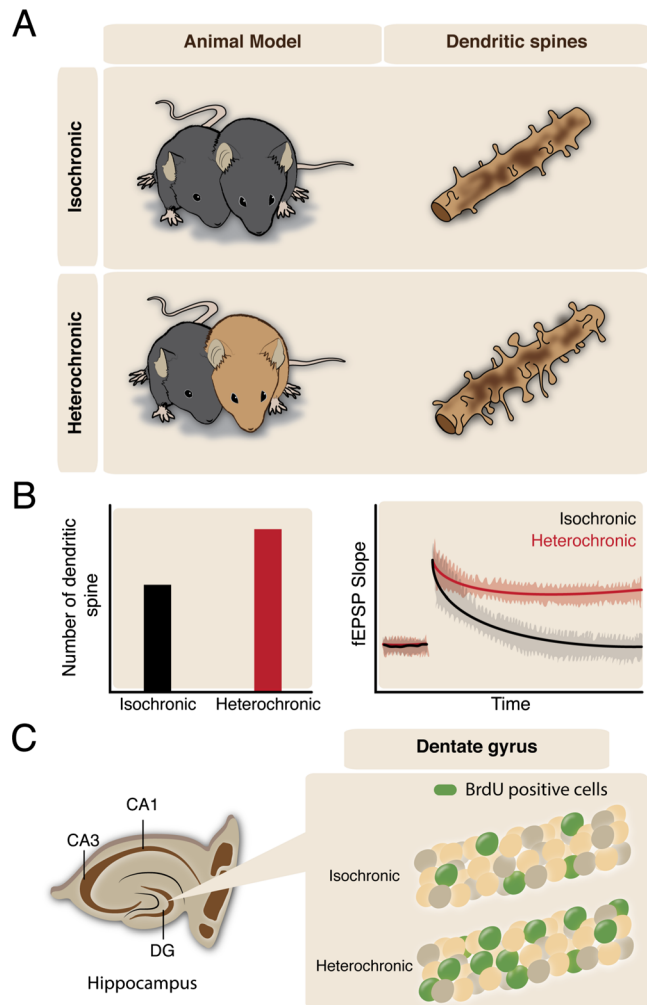 A
Animal Model
Dendritic spines
Isochronic
Heterochronic
B
Number of dendritic
spine
Isochronic
Heterochronic
fEPSP Slope
Isochronic
Heterochronic
Time
C
Dentate gyrus
BrdU positive cells
CA1
CA3
DG
Hippocampus
Isochronic
Heterochronic